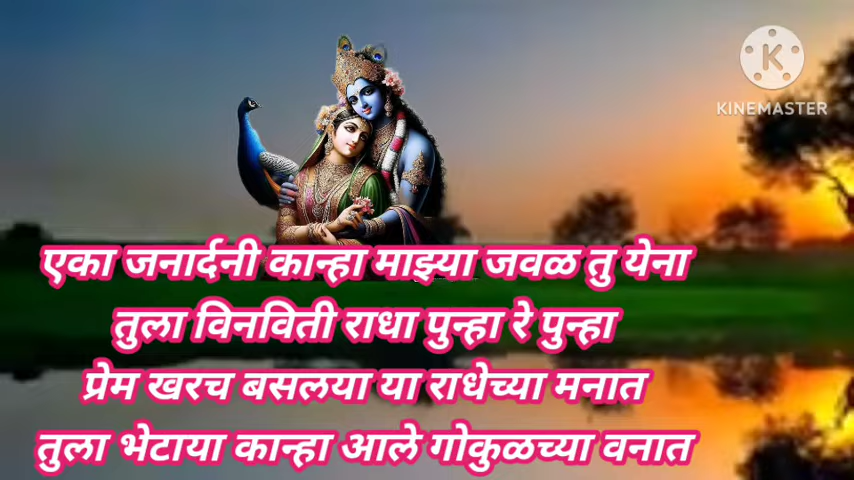 KINEMASTER
एका जनार्दनी कान्हा माझ्या जवळ तु येना
तुला विनविती राधा पुन्हा रे पुन्हा
प्रेम खरच बसलया या राधेच्या मनात
तुला भेटाया कान्हा आले गोकुळच्या वनात